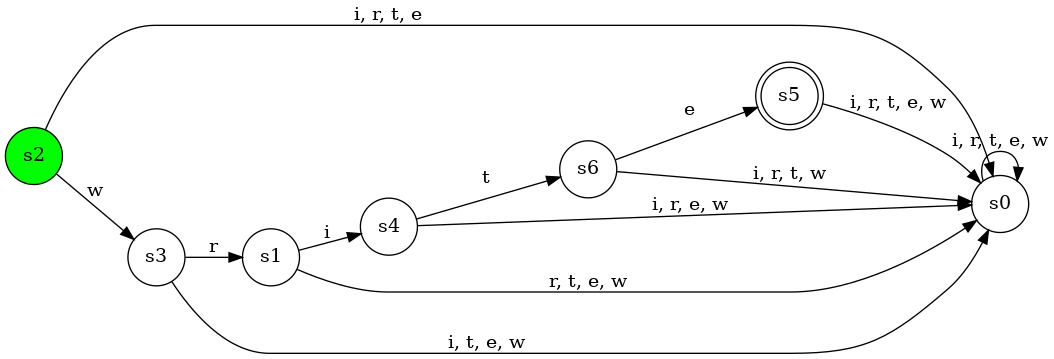 i, r, t, e
s5
i, r, t, e, w
e
i, r, t, e, w
s2
s6
i, r, t, w
t
w
s4
i, r, e, w
s0
i
r
s3
s1
r, t, e, w
i, t, e, w